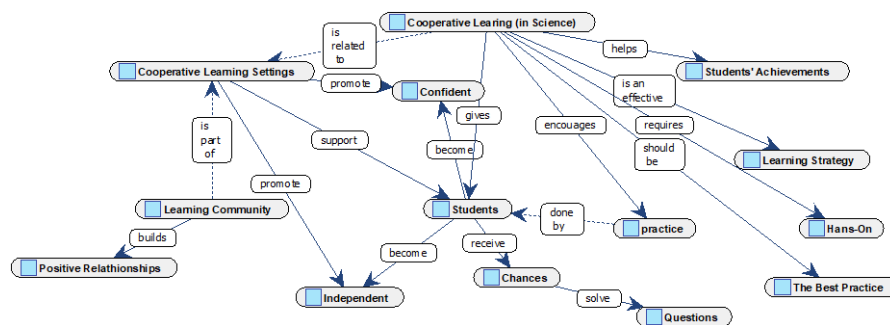 Cooperative Learing (in Science)
is
related
to
helps
Cooperative Learning Settings
Students' Achievements
promote
is an
effective
Confident
gives
encouages
requires
is
part
of
support
become
should
be
Learning Strategy
promote
Learning Community
Students
done
by
practice
Hans-On
builds
become
receive
Positive Relathionships
Chances
The Best Practice
Independent
solve
Questions